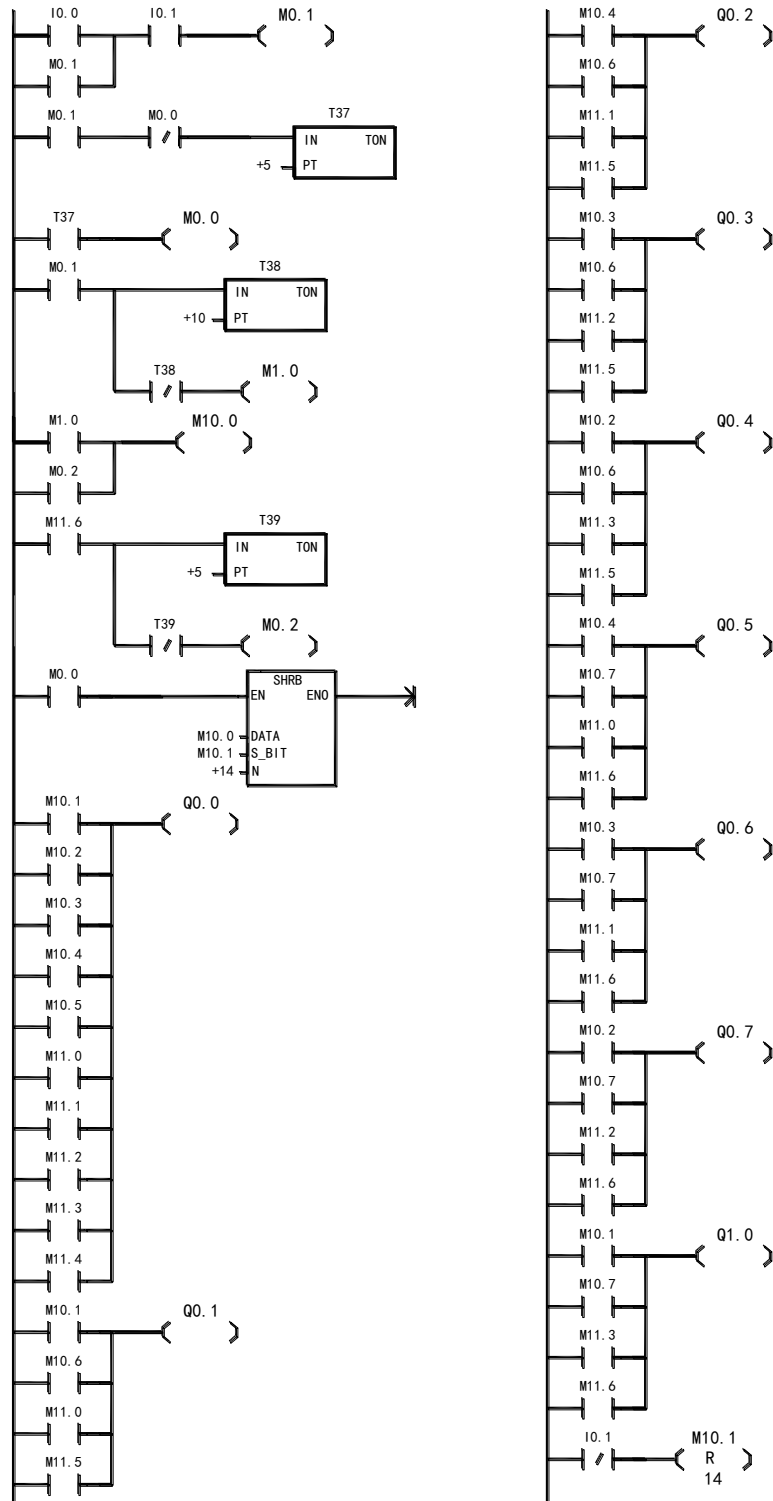 I0.0 I0.1 M0.1
M0.1
M0.1 M0.0 T37
IN TON
+5 PT
T37 M0.0
M0.1 T38
IN TON
+10 PT
T38 M1.0
M1.0 M10.0
M0.2
M11.6 T39
IN TON
+5 PT
T39 M0.2
M0.0 SHRB
EN ENO
M10.0 DATA
M10.1 S_BIT
+14 N
M10.1 Q0.0
M10.2
M10.3
M10.4
M10.5
M11.0
M11.1
M11.2
M11.3
M11.4
M10.1 Q0.1
M10.6
M11.0
M11.5
M10.4 Q0.2
M10.6
M11.1
M11.5
M10.3 Q0.3
M10.6
M11.2
M11.5
M10.2 Q0.4
M10.6
M11.3
M11.5
M10.4 Q0.5
M10.7
M11.0
M11.6
M10.3 Q0.6
M10.7
M11.1
M11.6
M10.2 Q0.7
M10.7
M11.2
M11.6
M10.1 Q1.0
M10.7
M11.3
M11.6
I0.1 M10.1
R
14